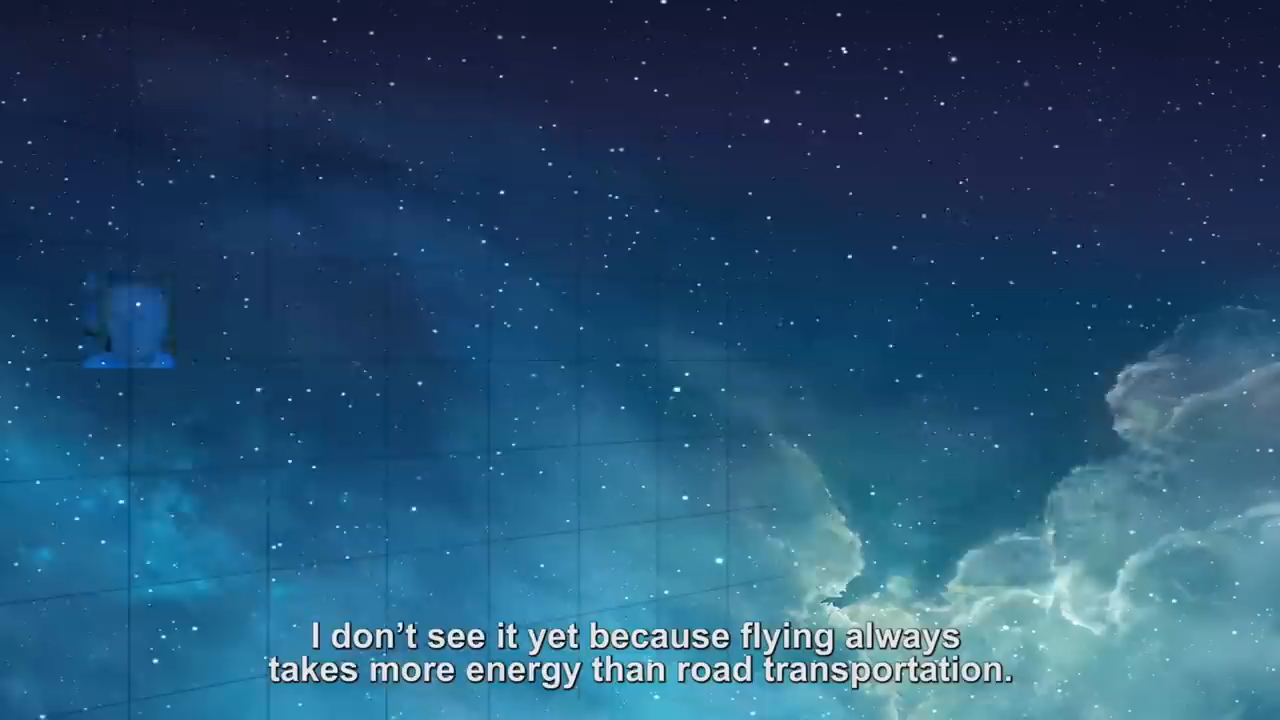 I don’t see it yet because flying always
takes more energy than road transportation.